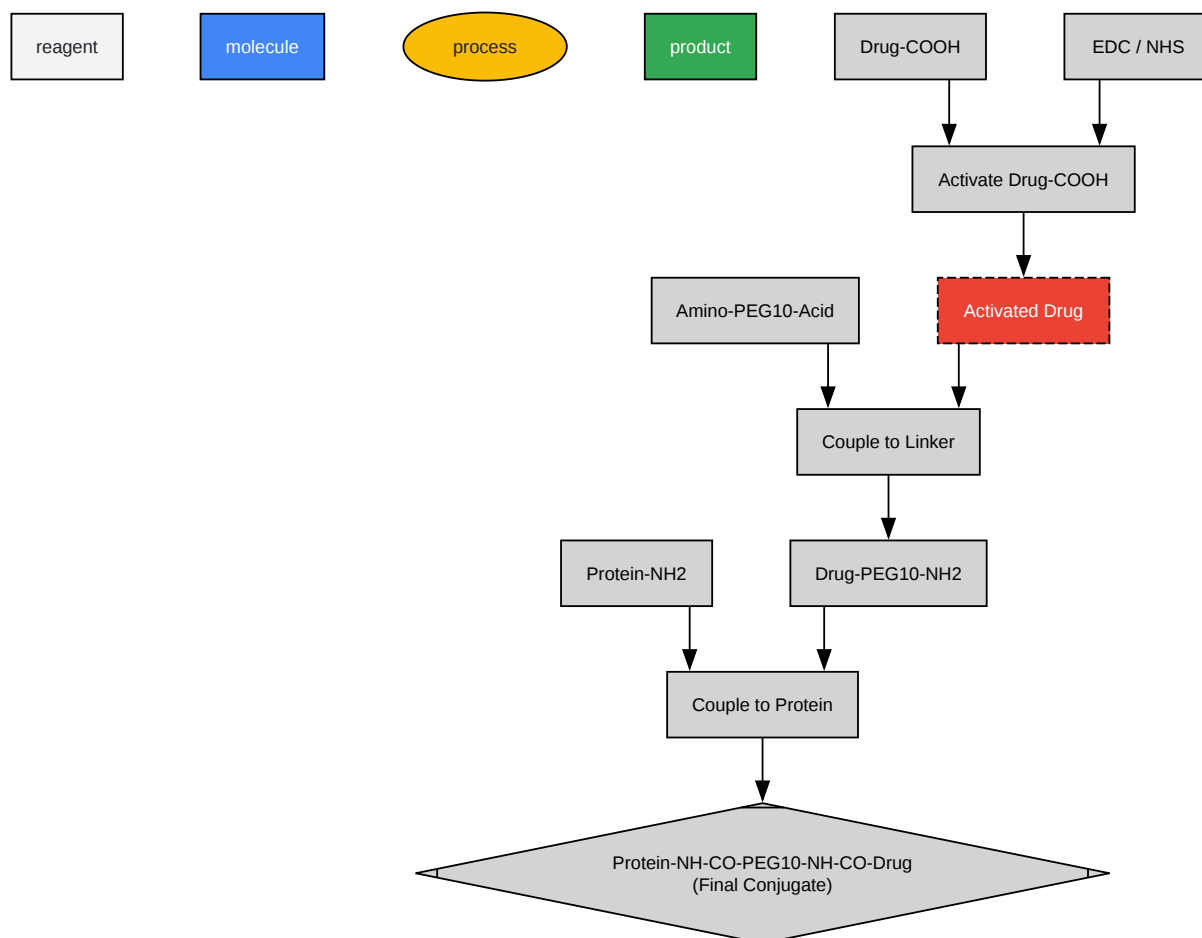 reagent
molecule
process
product
Drug-COOH
EDC / NHS
Activate Drug-COOH
Amino-PEG10-Acid
Activated Drug
Couple to Linker
Protein-NH2
Drug-PEG10-NH2
Couple to Protein
Protein-NH-CO-PEG10-NH-CO-Drug
(Final Conjugate)